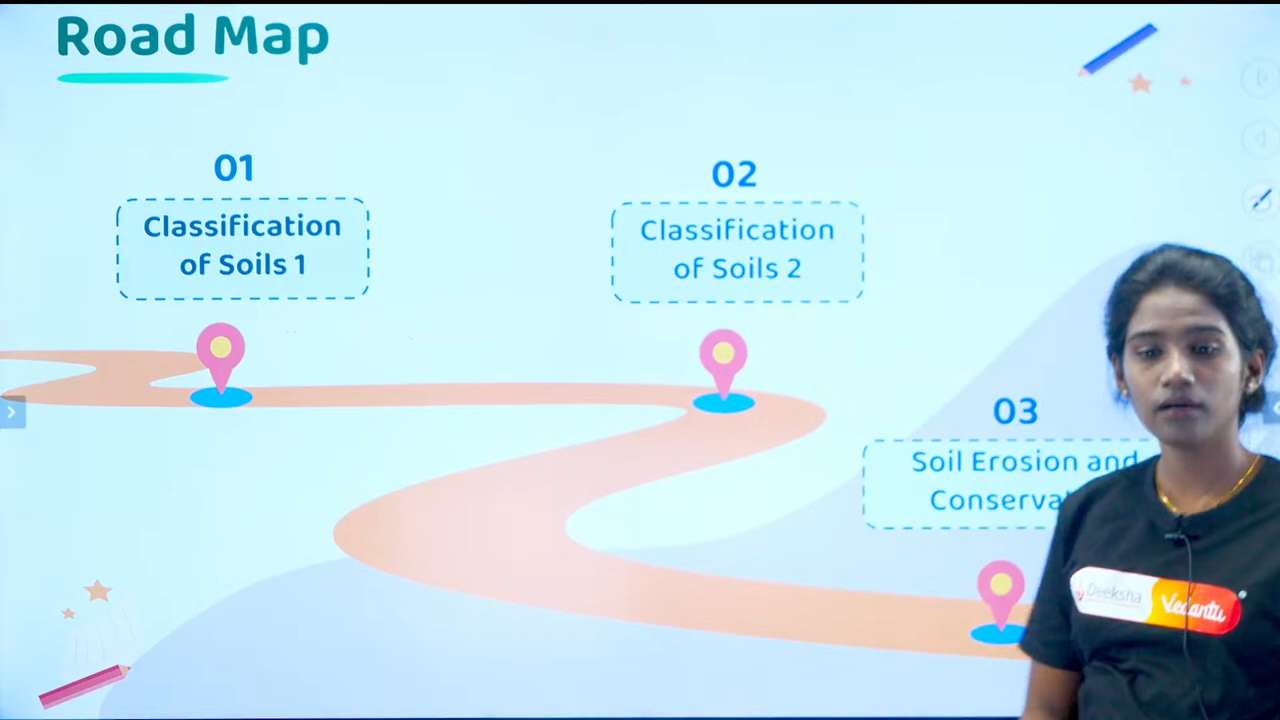 Road Map
01
Classification
of Soils 1
02
Classification
of Soils 2
03
Soil Erosion and
Deeksha
Vedantu